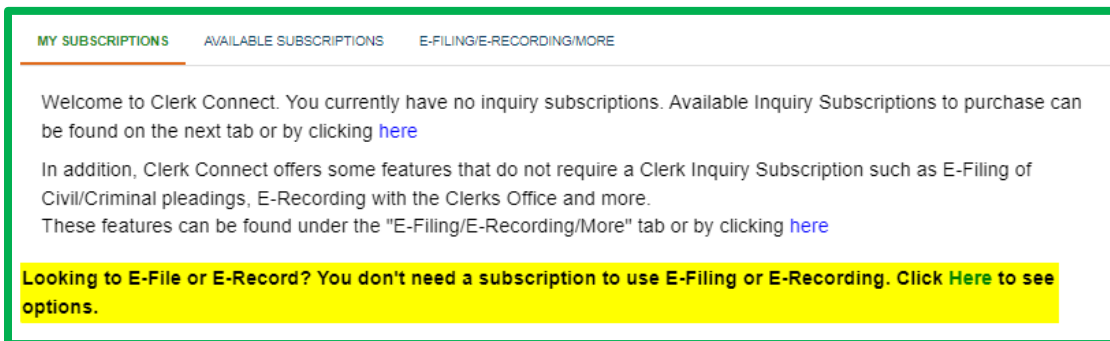 MY SUBSCRIPTIONS AVAILABLE SUBSCRIPTIONS E-FILING/E-RECORDING/MORE
Welcome to Clerk Connect. You currently have no inquiry subscriptions. Available Inquiry Subscriptions to purchase can
be found on the next tab or by clicking here
In addition, Clerk Connect offers some features that do not require a Clerk Inquiry Subscription such as E-Filing of
Civil/Criminal pleadings, E-Recording with the Clerks Office and more.
These features can be found under the "E-Filing/E-Recording/More" tab or by clicking here
Looking to E-File or E-Record? You don't need a subscription to use E-Filing or E-Recording. Click Here to see
options.